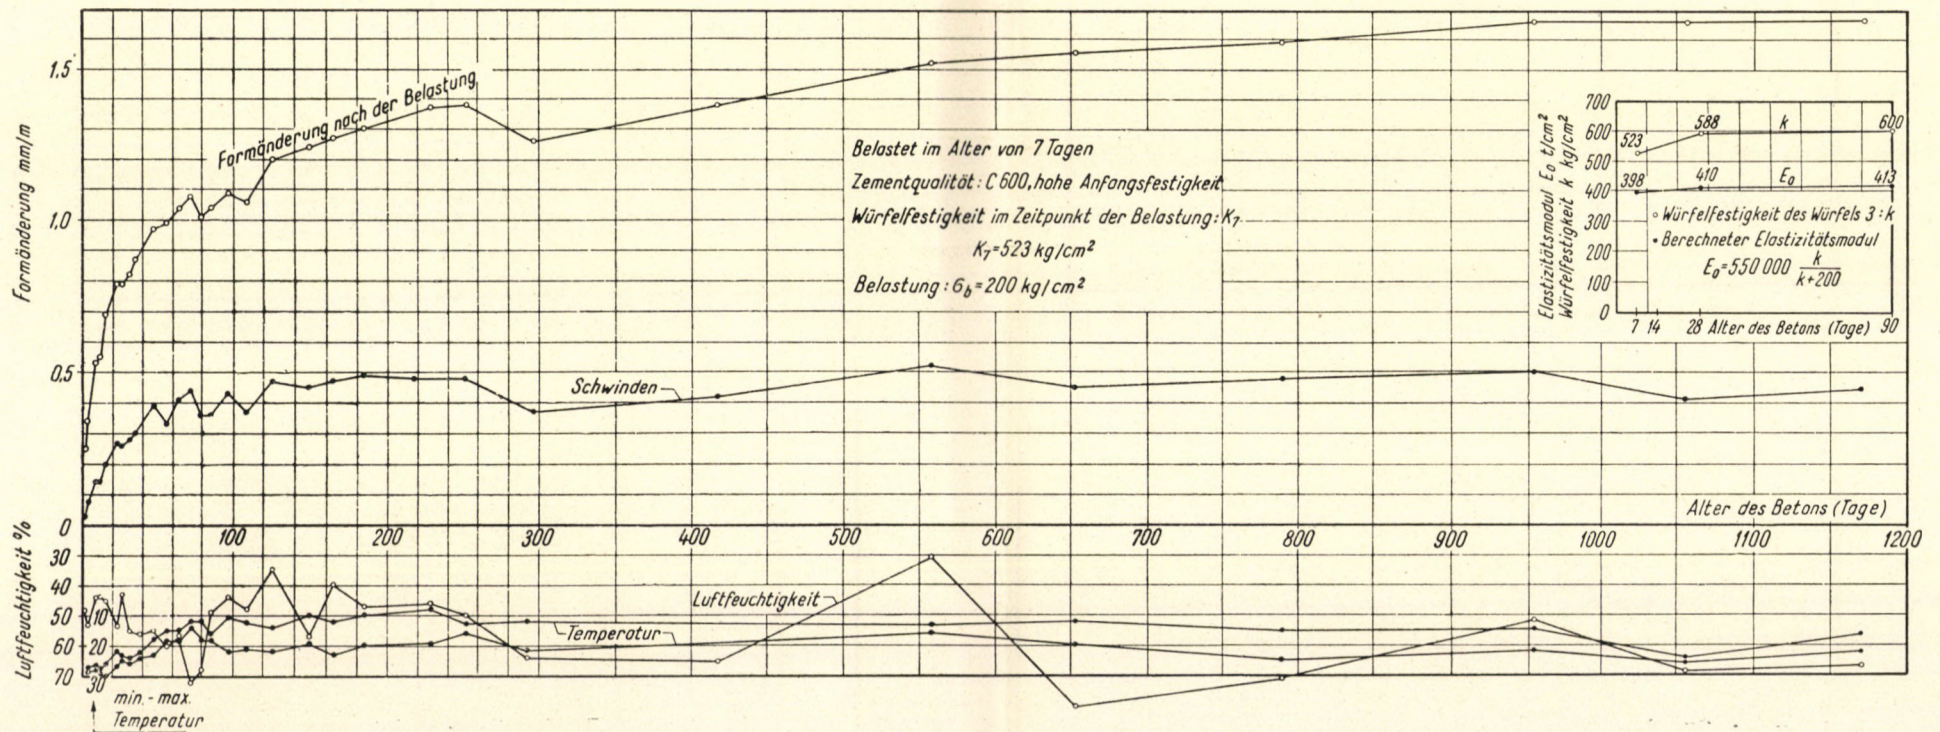 Formänderung mm/m
1,5
1,0
0,5
0
Formänderung nach der Belastung
Belastet im Alter von 7 Tagen
Zementqualität: C 600, hohe Anfangsfestigkeit
Würfelfestigkeit im Zeitpunkt der Belastung: K7
K7=523 kg/cm²
Belastung: σb=200 kg/cm²
Schwinden
Elastizitätsmodul E0 t/cm²
Würfelfestigkeit k kg/cm²
700
600
500
400
300
200
100
0
523
588
k
600
398
410
E0
413
∘ Würfelfestigkeit des Würfels 3 : k
• Berechneter Elastizitätsmodul
E0=550 000 k/k+200
7 14 28 Alter des Betons (Tage) 90
Alter des Betons (Tage)
100 200 300 400 500 600 700 800 900 1000 1100 1200
Luftfeuchtigkeit %
30
40
50
60
70
10
20
30
Luftfeuchtigkeit
Temperatur
min. - max.
Temperatur